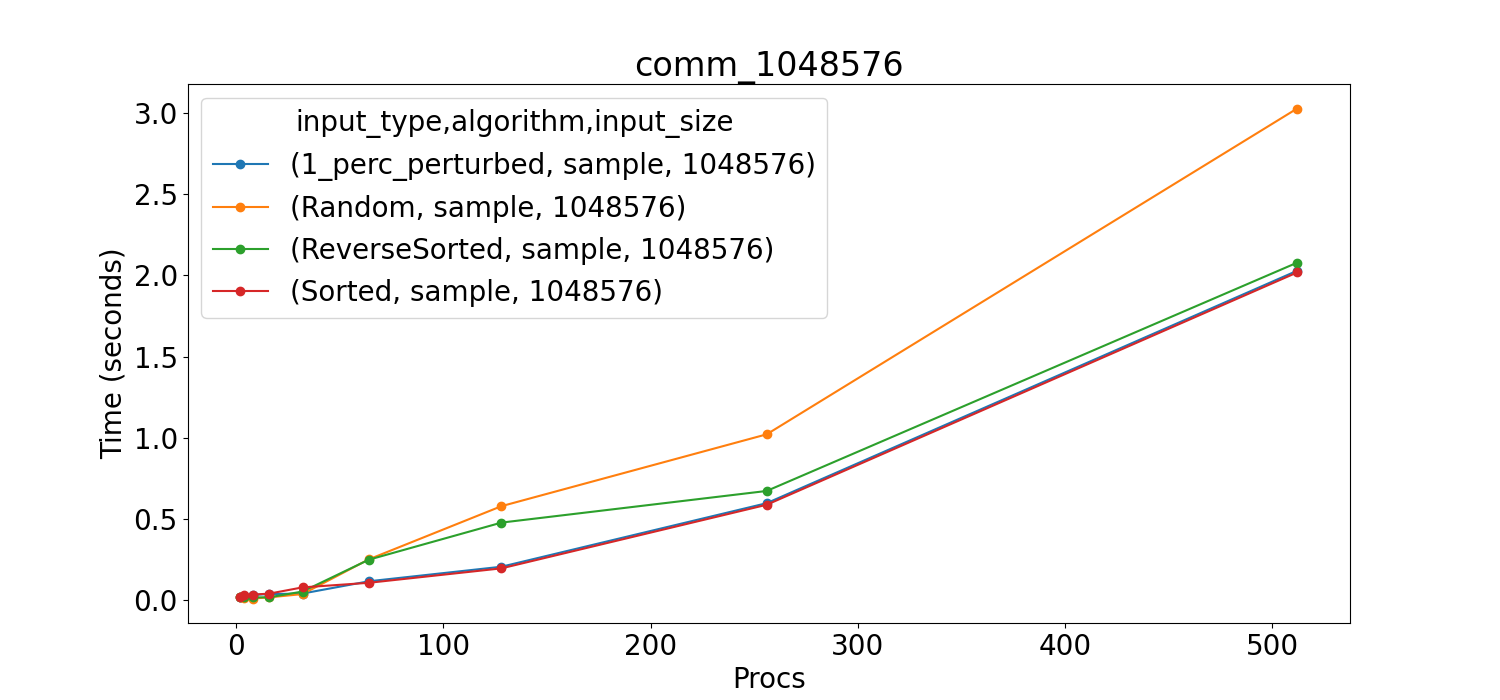 comm_1048576
input_type,algorithm,input_size
(1_perc_perturbed, sample, 1048576)
(Random, sample, 1048576)
(ReverseSorted, sample, 1048576)
(Sorted, sample, 1048576)
Time (seconds)
3.0
2.5
2.0
1.5
1.0
0.5
0.0
0 100 200 300 400 500
Procs